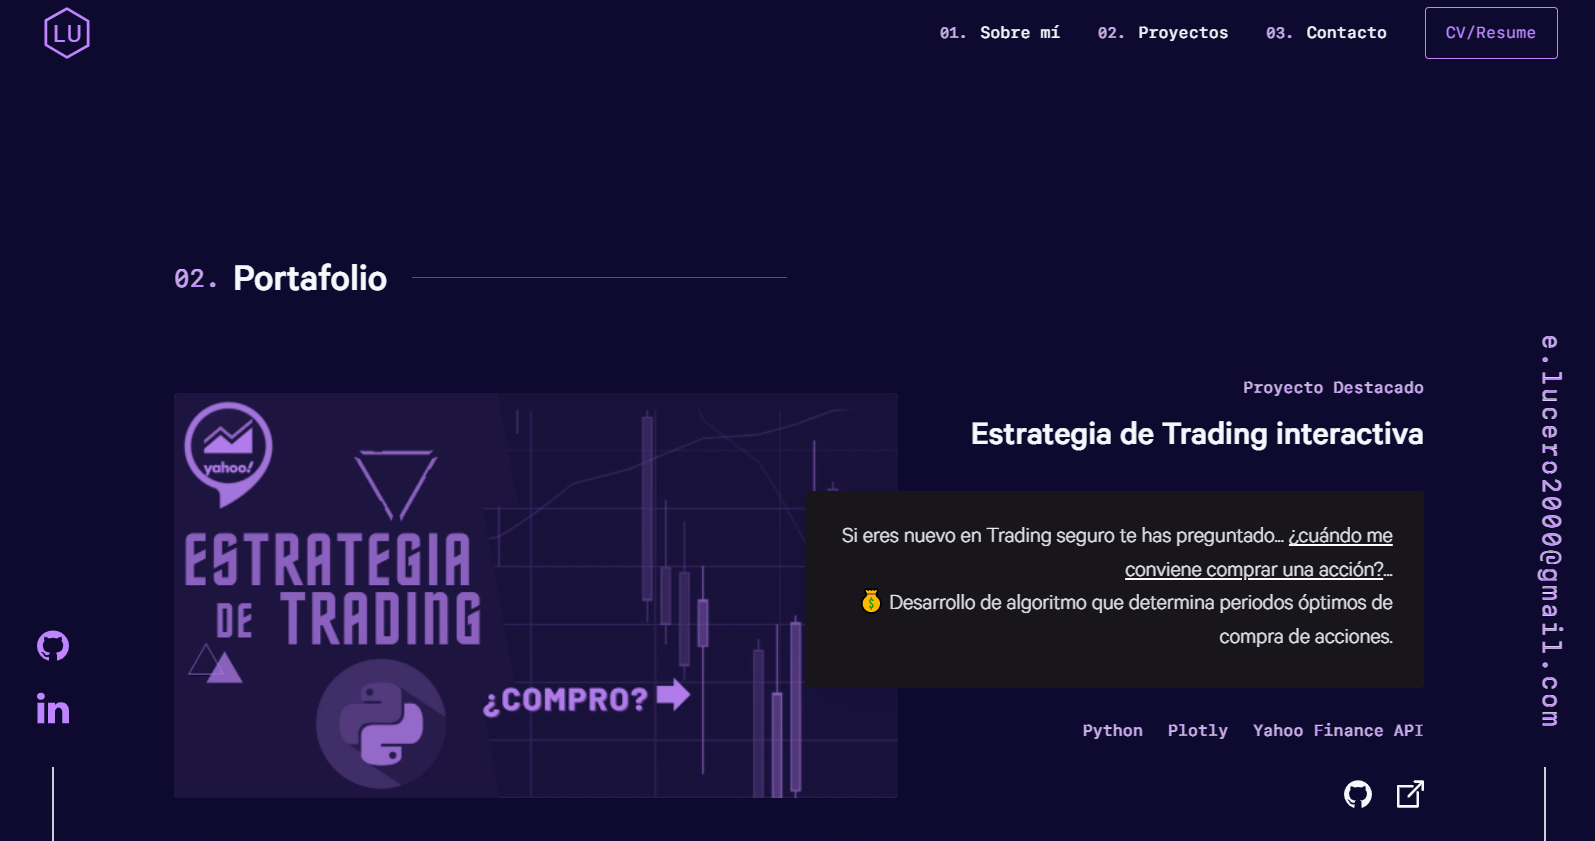 LU
01. Sobre mí
02. Proyectos
03. Contacto
CV/Resume
02. Portafolio
yahoo!
ESTRATEGIA
DE TRADING
¿COMPRO?
Proyecto Destacado
Estrategia de Trading interactiva
Si eres nuevo en Trading seguro te has preguntado... ¿cuándo me
conviene comprar una acción?...
💰 Desarrollo de algoritmo que determina periodos óptimos de
compra de acciones.
Python Plotly Yahoo Finance API
in
e.lucero2000@gmail.com